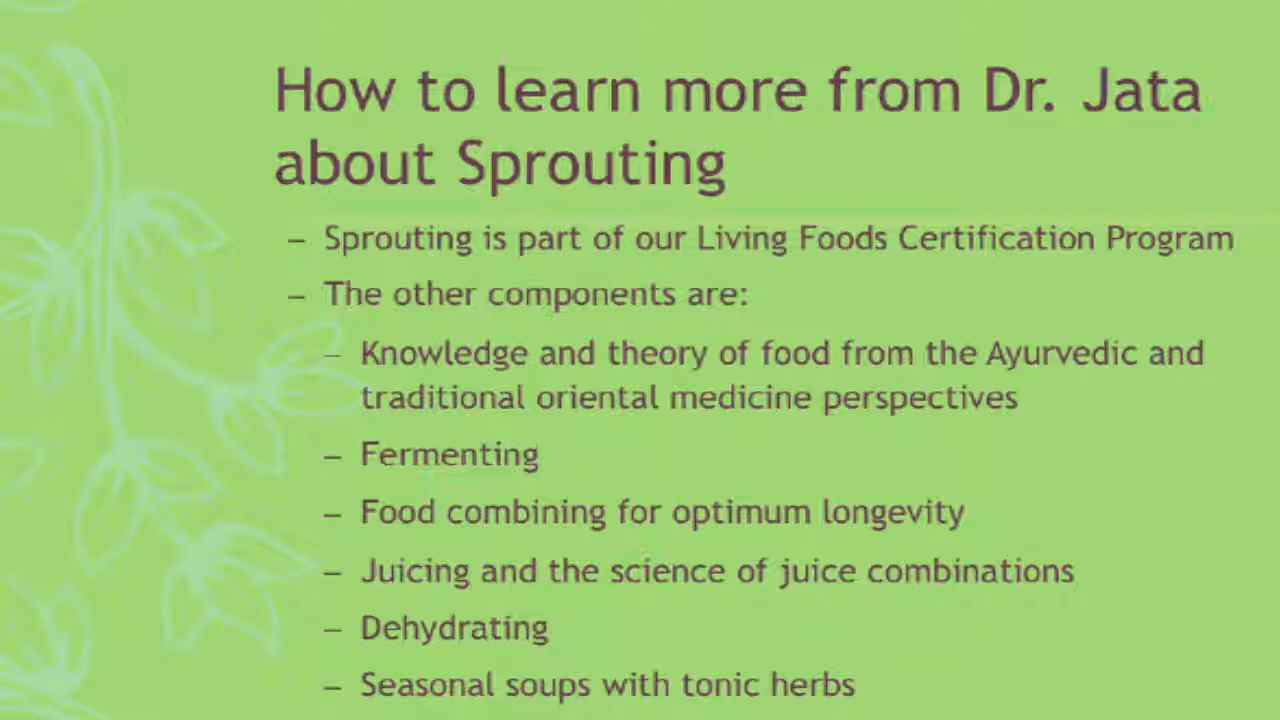 How to learn more from Dr. Jata
about Sprouting
– Sprouting is part of our Living Foods Certification Program
– The other components are:
– Knowledge and theory of food from the Ayurvedic and
traditional oriental medicine perspectives
– Fermenting
– Food combining for optimum longevity
– Juicing and the science of juice combinations
– Dehydrating
– Seasonal soups with tonic herbs